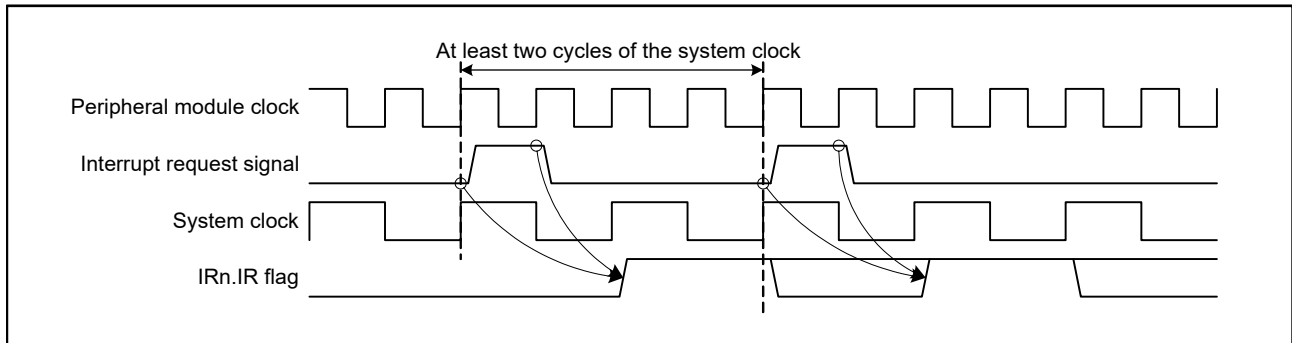 At least two cycles of the system clock
Peripheral module clock
Interrupt request signal
System clock
IRn.IR flag